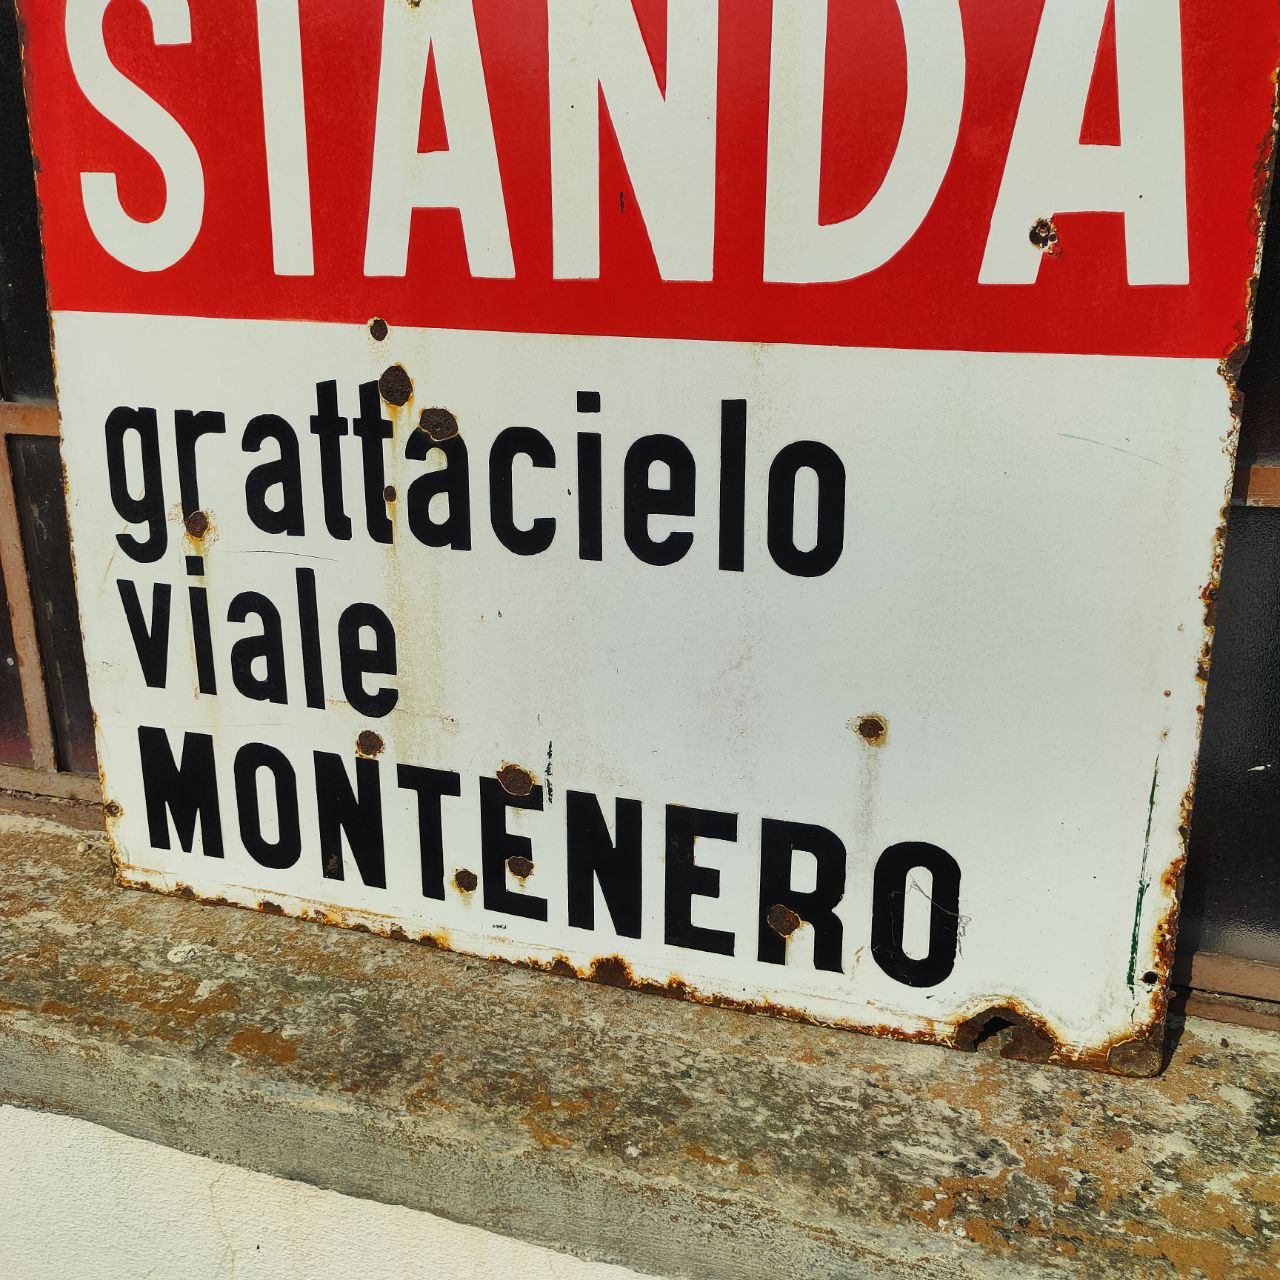 STANDA
grattacielo
viale
MONTENERO